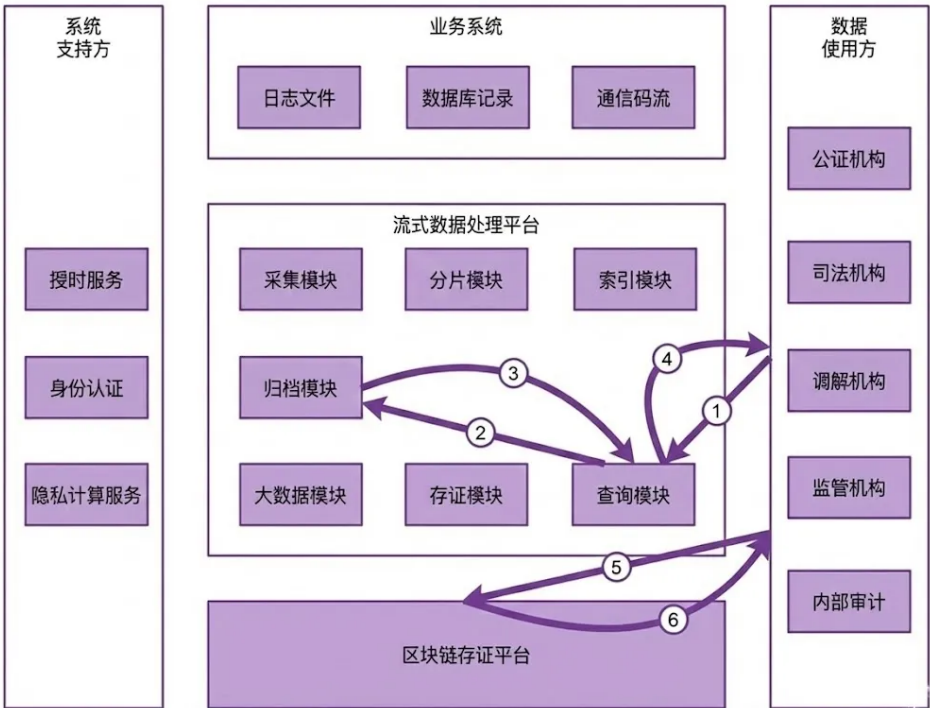 系统
支持方
授时服务
身份认证
隐私计算服务
业务系统
日志文件
数据库记录
通信码流
流式数据处理平台
采集模块
分片模块
索引模块
归档模块
大数据模块
存证模块
查询模块
3
2
4
1
5
6
区块链存证平台
数据
使用方
公证机构
司法机构
调解机构
监管机构
内部审计